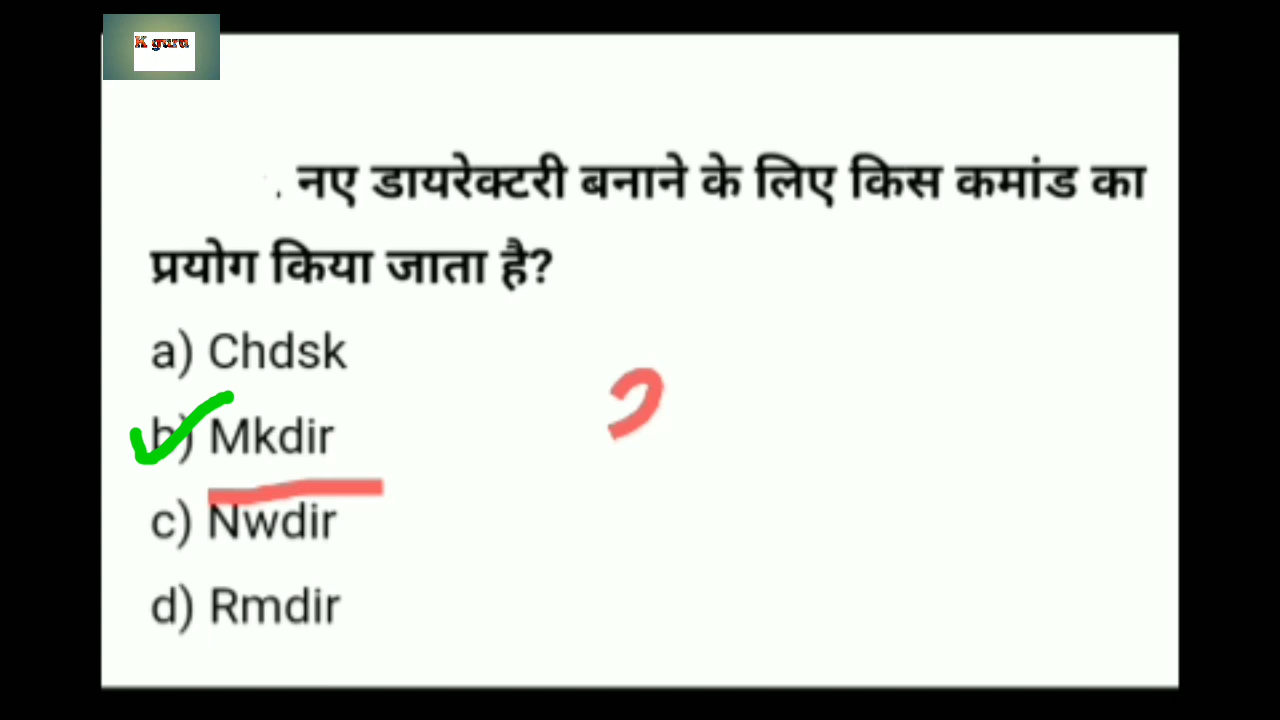 K guru
. नए डायरेक्टरी बनाने के लिए किस कमांड का
प्रयोग किया जाता है?
a) Chdsk
b) Mkdir
c) Nwdir
d) Rmdir